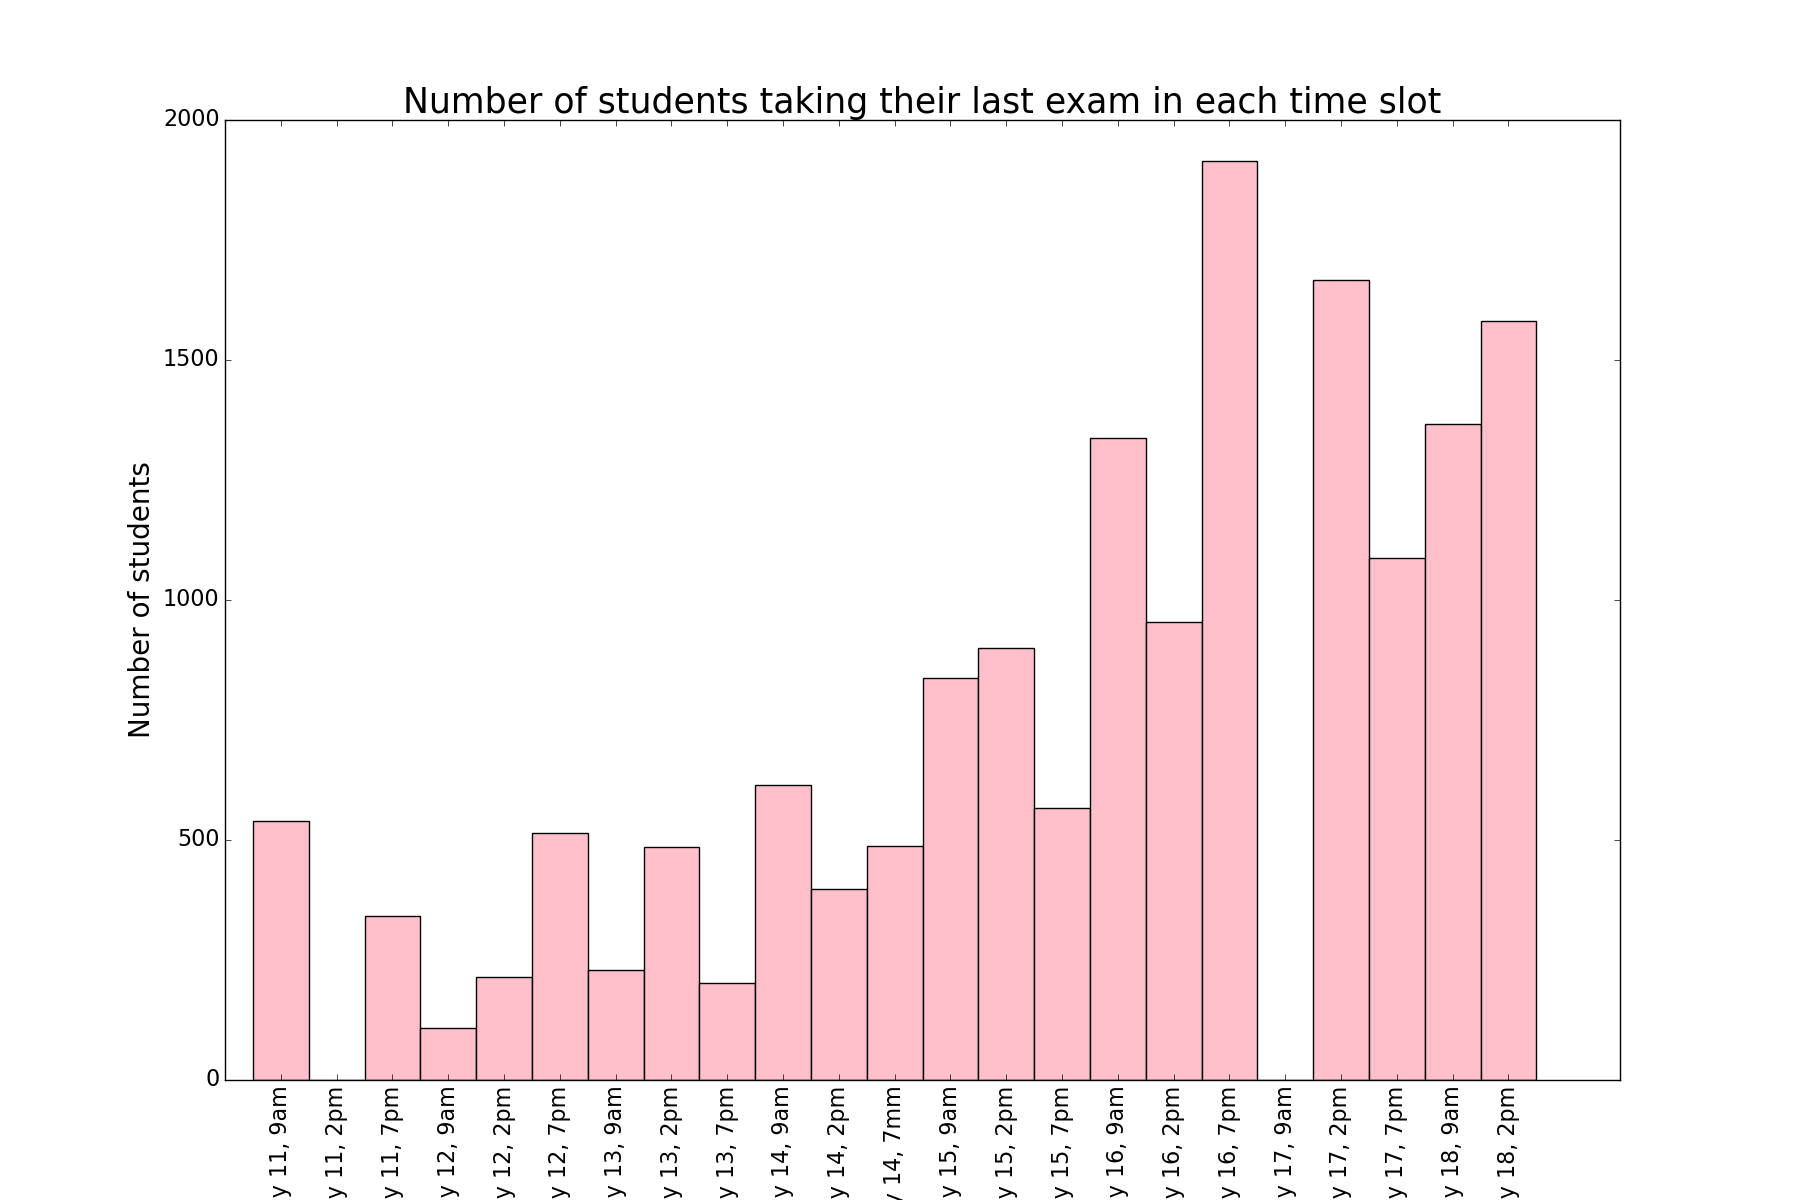 Number of students taking their last exam in each time slot
Number of students
2000
1500
1000
500
0
y 11, 9am
y 11, 2pm
y 11, 7pm
y 12, 9am
y 12, 2pm
y 12, 7pm
y 13, 9am
y 13, 2pm
y 13, 7pm
y 14, 9am
y 14, 2pm
y 14, 7mm
y 15, 9am
y 15, 2pm
y 15, 7pm
y 16, 9am
y 16, 2pm
y 16, 7pm
y 17, 9am
y 17, 2pm
y 17, 7pm
y 18, 9am
y 18, 2pm